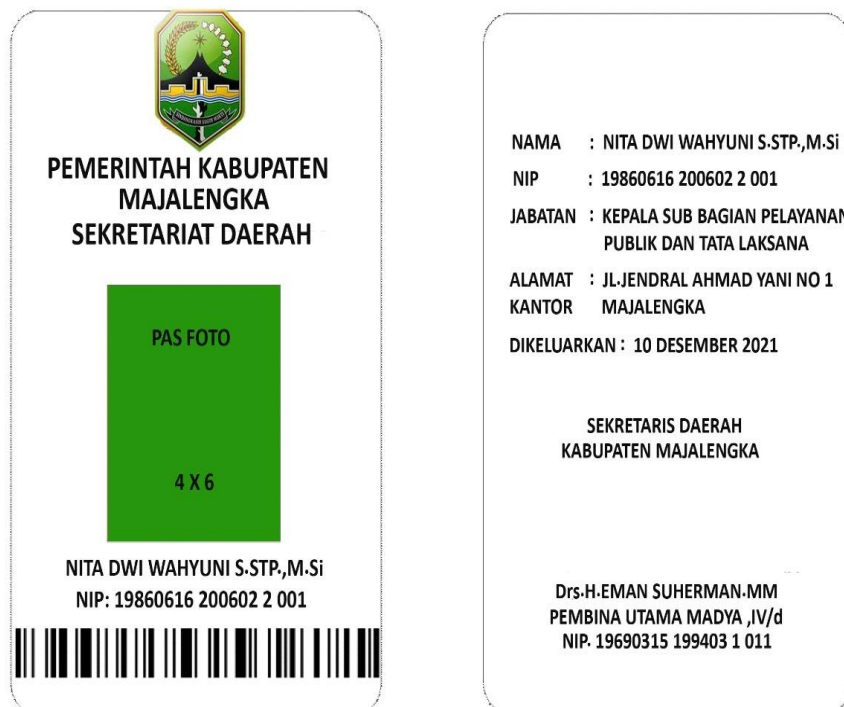 PEMERINTAH KABUPATEN
MAJALENGKA
SEKRETARIAT DAERAH
PAS FOTO
4 X 6
NITA DWI WAHYUNI S.STP.,M.Si
NIP: 19860616 200602 2 001
NAMA : NITA DWI WAHYUNI S.STP.,M.Si
NIP : 19860616 200602 2 001
JABATAN : KEPALA SUB BAGIAN PELAYANAN
PUBLIK DAN TATA LAKSANA
ALAMAT : JL.JENDRAL AHMAD YANI NO 1
KANTOR MAJALENGKA
DIKELUARKAN : 10 DESEMBER 2021
SEKRETARIS DAERAH
KABUPATEN MAJALENGKA
Drs.H.EMAN SUHERMAN.MM
PEMBINA UTAMA MADYA ,IV/d
NIP. 19690315 199403 1 011